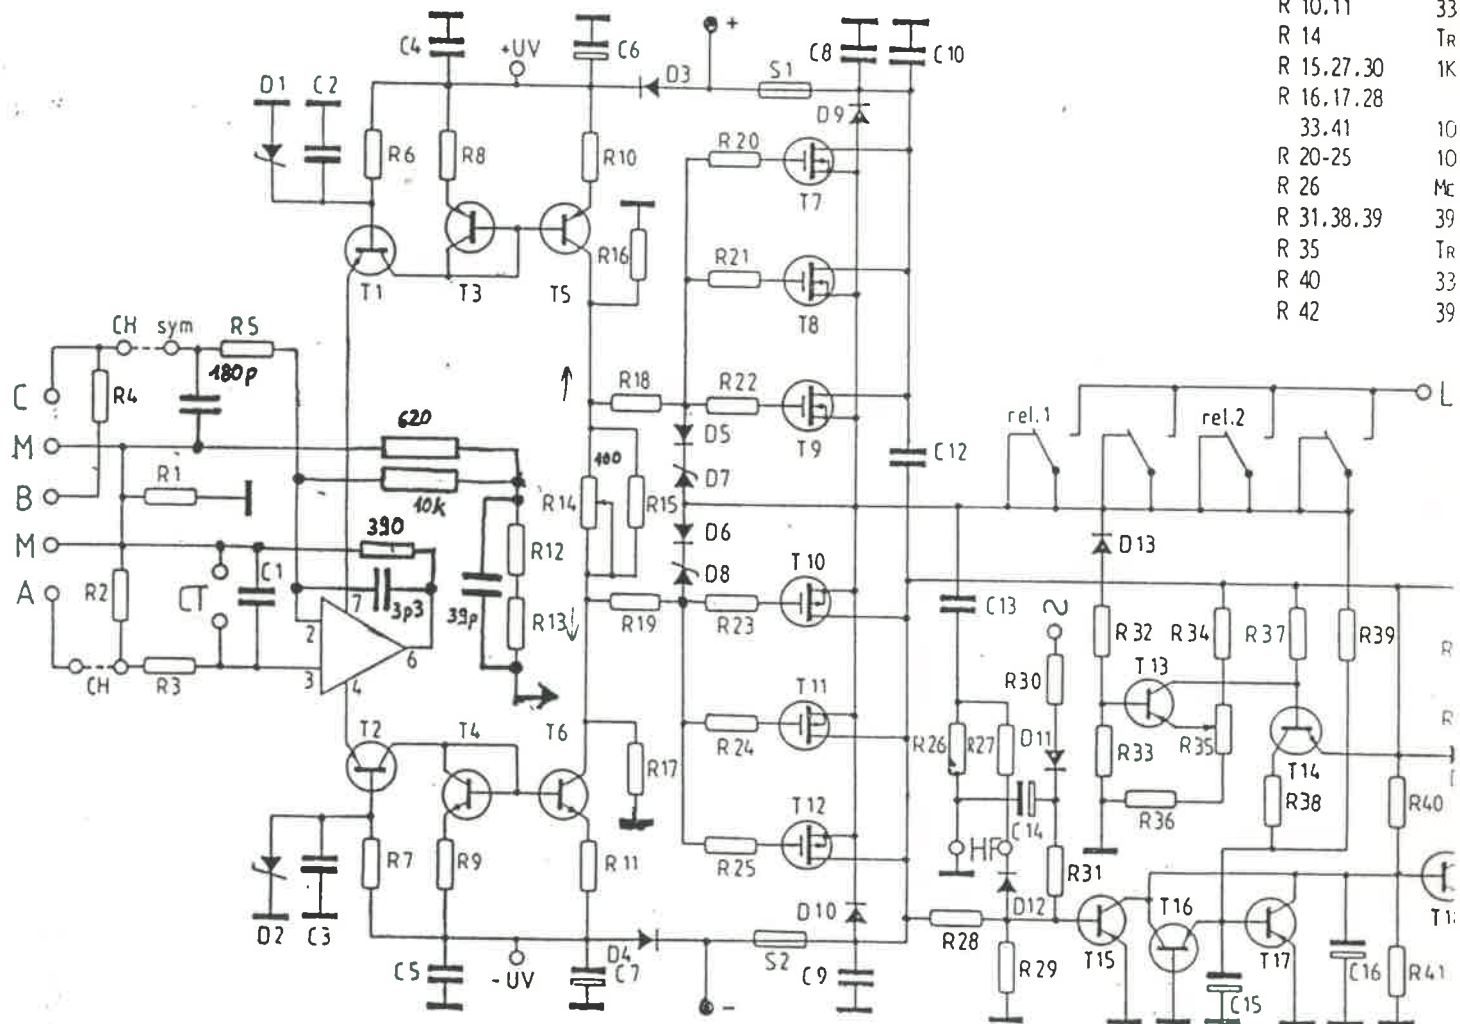 R 10.11 33
R 14 TR
R 15.27.30 1K
R 16.17.28
33.41 10
R 20-25 10
R 26 Me
R 31.38.39 39
R 35 TR
R 40 33
R 42 39
C4 +UV C6 + C8 C10
D1 C2 D3 S1
D9
R6 R8 R10 R20
T7
R16 R21
T1 T3 T5
T8
CH sym R5
180p R18 R22
C R4 L
620 rel.1 rel.2
M D5 T9
R1 100 C12
B 10k D7
R14 R15
390 D6
M R12 D13
C1 D8 T10
A R2 CT
3p3 39p C13
7 R13 R19 R23 R32 R34 R37 R39
2
6 T13
3 4 R30
CH R3 T11
T2 T4 T6 R26 R27 D11 R33 R35
R24 T14
R17
T12 R38 R40
C14 R36
HF
R7 R9 R11 R25 R31
D10 D12 T16
D2 C3 R28 T1
D4 S2 T15 T17
C5 -UV C7 C9 R29 C16 R41
- C15